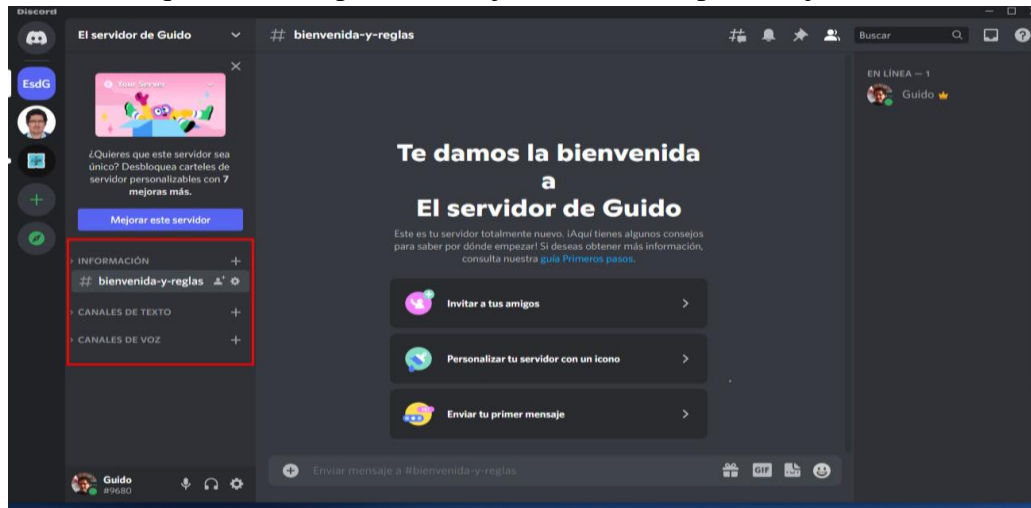 Discord
El servidor de Guido
# bienvenida-y-reglas
Buscar
EsdG
Your Server
¿Quieres que este servidor sea
único? Desbloquea carteles de
servidor personalizables con 7
mejoras más.
Mejorar este servidor
INFORMACIÓN
# bienvenida-y-reglas
CANALES DE TEXTO
CANALES DE VOZ
Guido
#9680
Te damos la bienvenida
a
El servidor de Guido
Este es tu servidor totalmente nuevo. ¡Aquí tienes algunos consejos
para saber por dónde empezar! Si deseas obtener más información,
consulta nuestra guía Primeros pasos.
Invitar a tus amigos
Personalizar tu servidor con un icono
Enviar tu primer mensaje
Enviar mensaje a #bienvenida-y-reglas
GIF
EN LÍNEA — 1
Guido